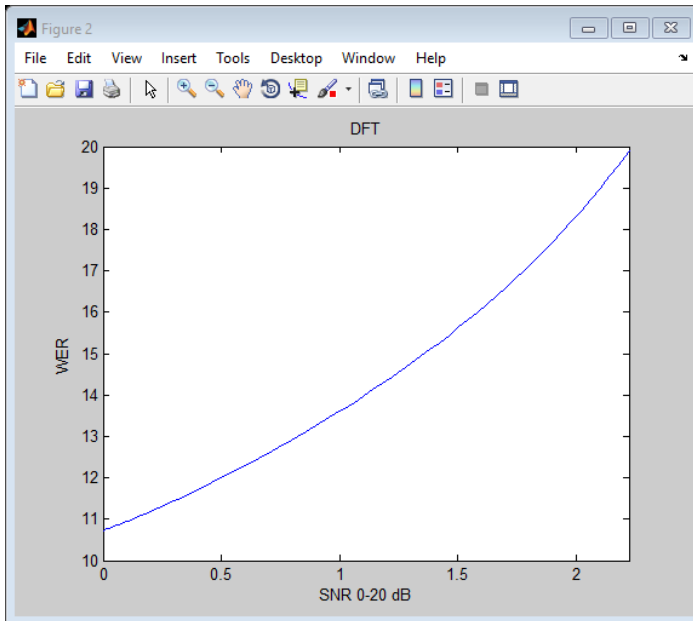 Figure 2
File Edit View Insert Tools Desktop Window Help
DFT
20
19
18
17
16
15
14
13
12
11
10
WER
0 0.5 1 1.5 2
SNR 0-20 dB